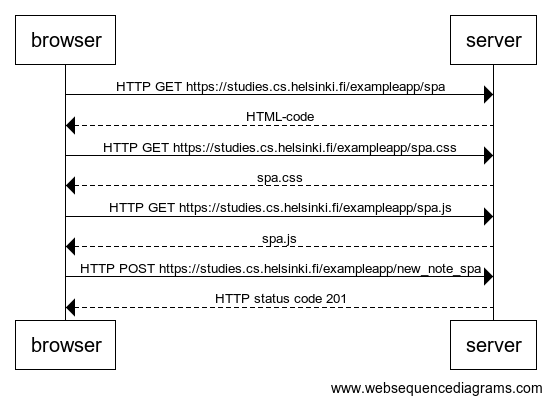 browser server
HTTP GET https://studies.cs.helsinki.fi/exampleapp/spa
HTML-code
HTTP GET https://studies.cs.helsinki.fi/exampleapp/spa.css
spa.css
HTTP GET https://studies.cs.helsinki.fi/exampleapp/spa.js
spa.js
HTTP POST https://studies.cs.helsinki.fi/exampleapp/new_note_spa
HTTP status code 201
browser server
www.websequencediagrams.com